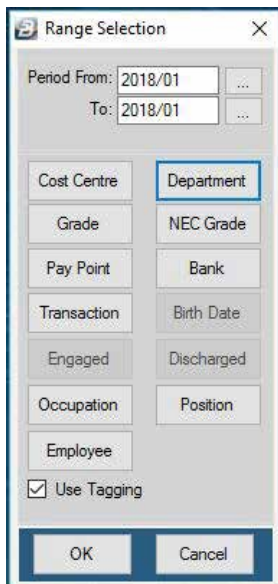 Range Selection
Period From: 2018/01 ...
To: 2018/01 ...
Cost Centre Department
Grade NEC Grade
Pay Point Bank
Transaction Birth Date
Engaged Discharged
Occupation Position
Employee
Use Tagging
OK Cancel